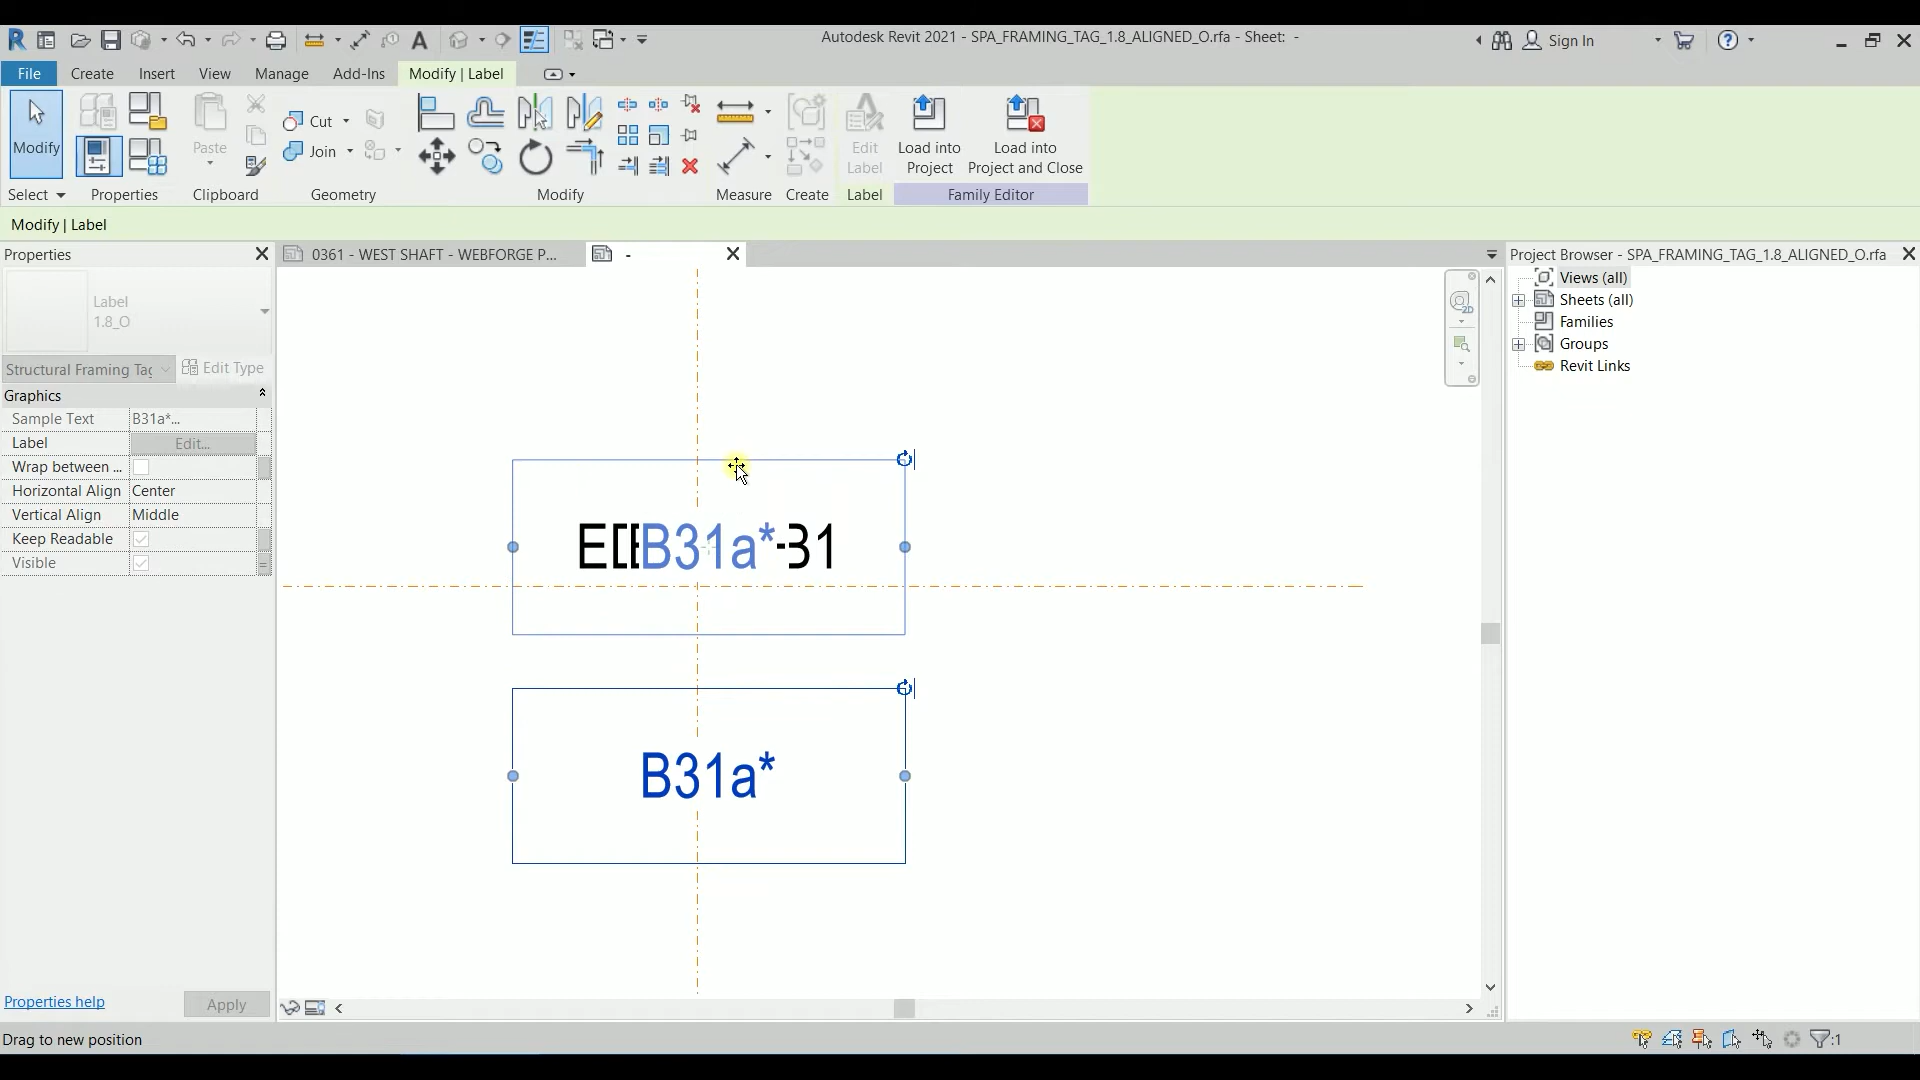 Autodesk Revit 2021 - SPA_FRAMING_TAG_1.8_ALIGNED_O.rfa - Sheet: -
Sign In
File Create Insert View Manage Add-Ins Modify | Label
Modify
Paste
Cut
Join
Edit Label
Load into Project
Load into Project and Close
Select Properties Clipboard Geometry Modify Measure Create Label Family Editor
Modify | Label
Properties
0361 - WEST SHAFT - WEBFORGE P...
-
Project Browser - SPA_FRAMING_TAG_1.8_ALIGNED_O.rfa
Label
1.8_O
Structural Framing Tag
Edit Type
Graphics
Sample Text B31a*...
Label Edit...
Wrap between ...
Horizontal Align Center
Vertical Align Middle
Keep Readable
Visible
Views (all)
Sheets (all)
Families
Groups
Revit Links
2D
B31a*
-B1
B31a*
Properties help
Apply
Drag to new position
:1